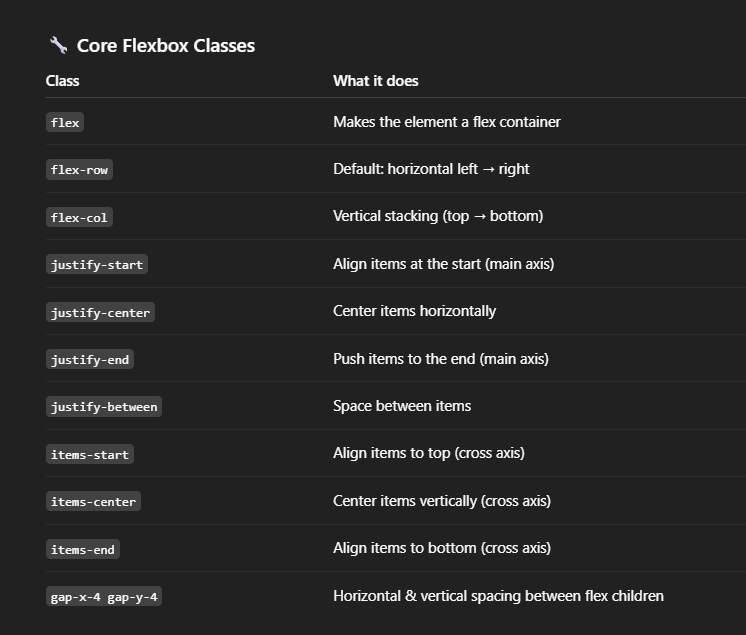 🔧 Core Flexbox Classes
Class What it does
flex Makes the element a flex container
flex-row Default: horizontal left → right
flex-col Vertical stacking (top → bottom)
justify-start Align items at the start (main axis)
justify-center Center items horizontally
justify-end Push items to the end (main axis)
justify-between Space between items
items-start Align items to top (cross axis)
items-center Center items vertically (cross axis)
items-end Align items to bottom (cross axis)
gap-x-4 gap-y-4 Horizontal & vertical spacing between flex children